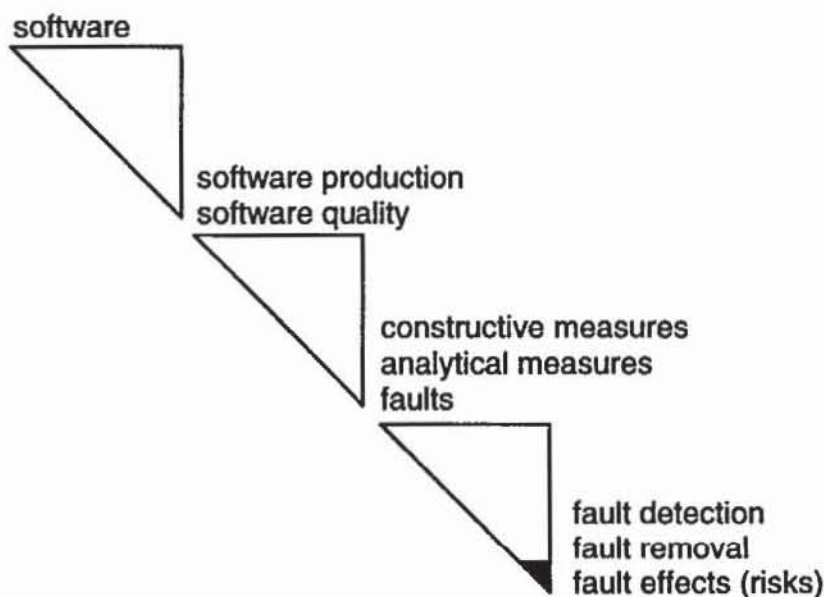 software
software production
software quality
constructive measures
analytical measures
faults
fault detection
fault removal
fault effects (risks)